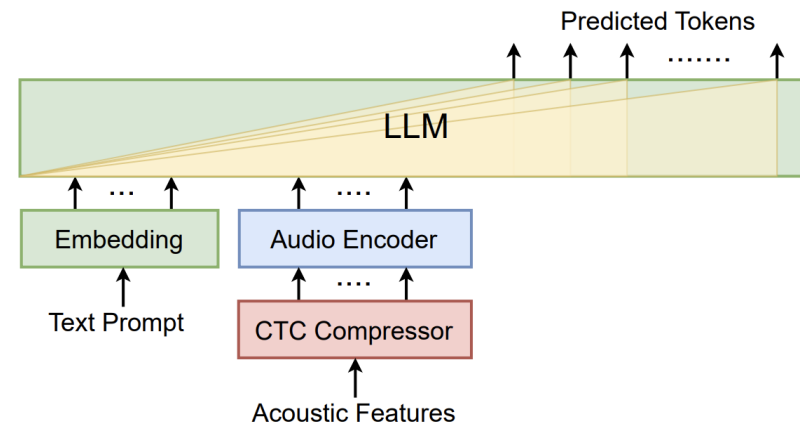 Predicted Tokens
.......
LLM
... ....
Embedding Audio Encoder
....
Text Prompt CTC Compressor
Acoustic Features